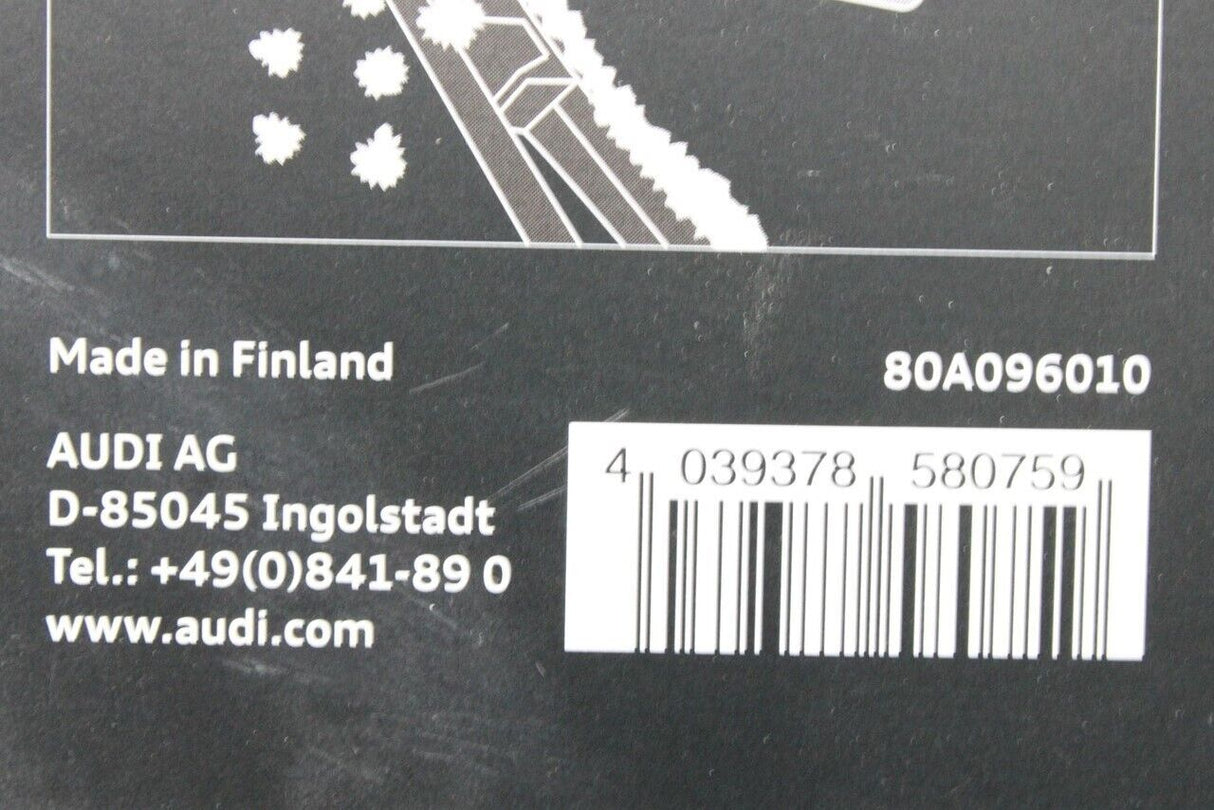 Made in Finland
80A096010
AUDI AG
D-85045 Ingolstadt
Tel.: +49(0)841-89 0
www.audi.com
4 039378 580759